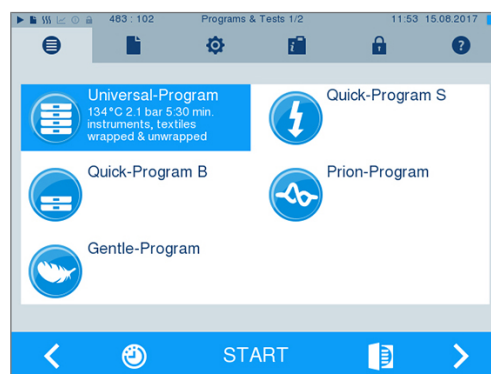 483 : 102 Programs & Tests 1/2 11:53 15.08.2017
i
?
Universal-Program
134°C 2.1 bar 5:30 min.
instruments, textiles
wrapped & unwrapped
Quick-Program S
Quick-Program B
Prion-Program
Gentle-Program
START